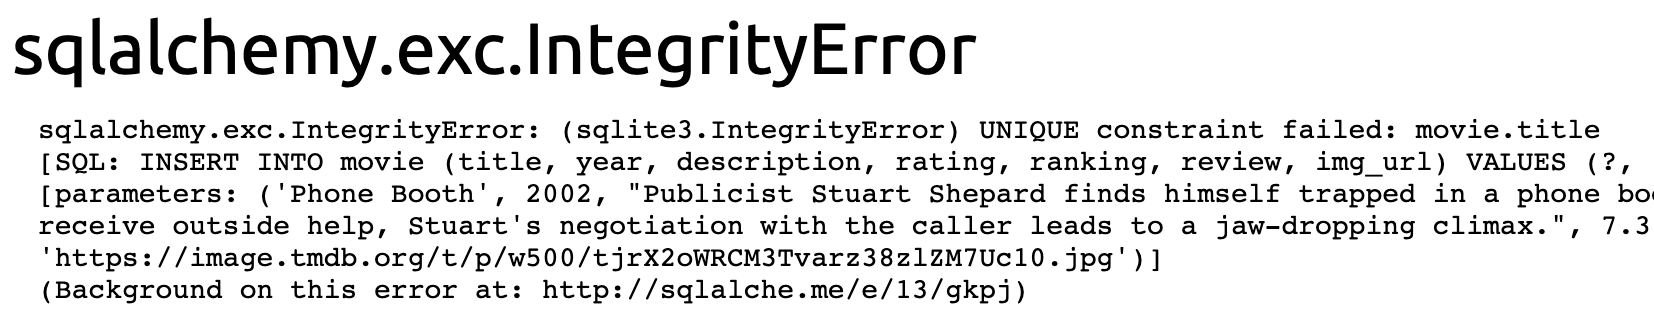 sqlalchemy.exc.IntegrityError
sqlalchemy.exc.IntegrityError: (sqlite3.IntegrityError) UNIQUE constraint failed: movie.title
[SQL: INSERT INTO movie (title, year, description, rating, ranking, review, img_url) VALUES (?,
[parameters: ('Phone Booth', 2002, "Publicist Stuart Shepard finds himself trapped in a phone boo
receive outside help, Stuart's negotiation with the caller leads to a jaw-dropping climax.", 7.3
'https://image.tmdb.org/t/p/w500/tjrX2oWRCM3Tvarz38zlZM7Uc10.jpg')]
(Background on this error at: http://sqlalche.me/e/13/gkpj)